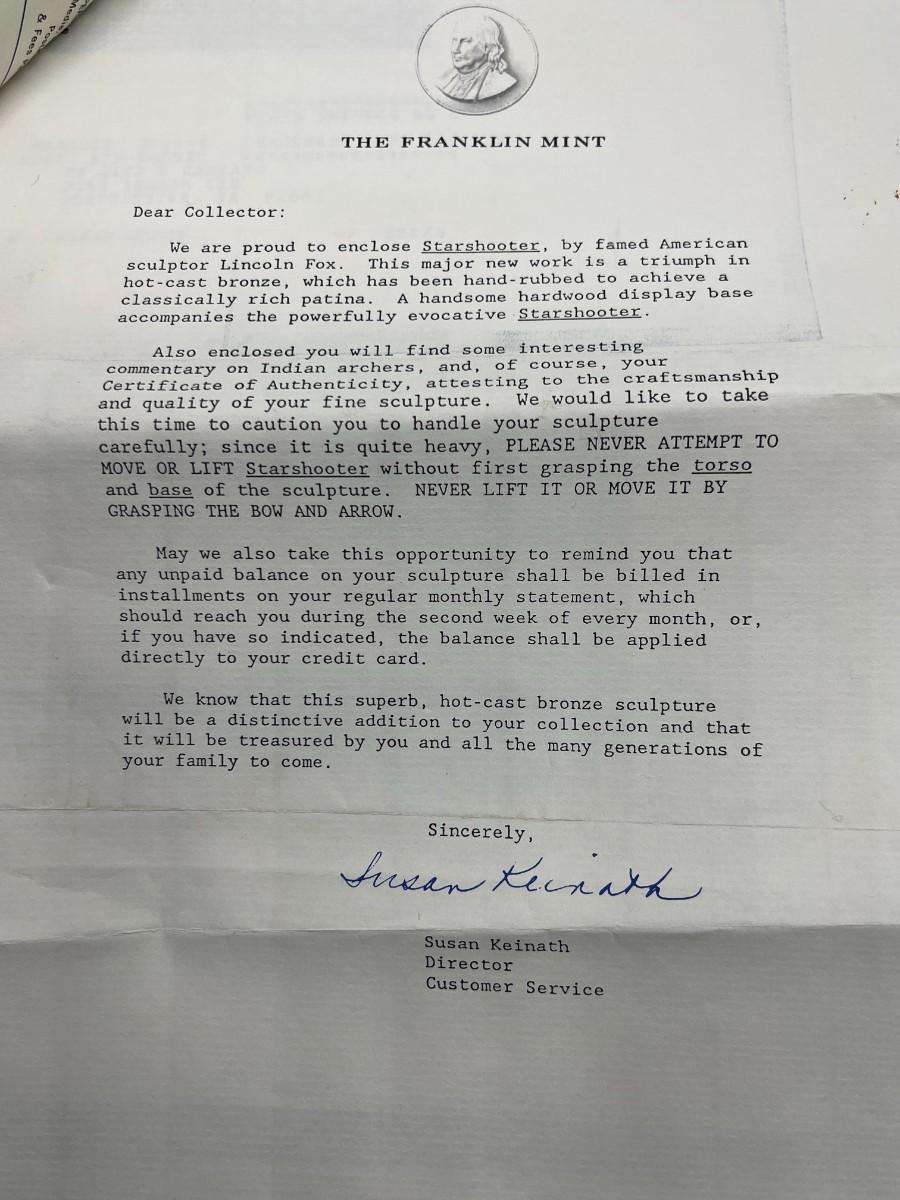 & Fees P
THE FRANKLIN MINT
Dear Collector:
We are proud to enclose Starshooter, by famed American
sculptor Lincoln Fox. This major new work is a triumph in
hot-cast bronze, which has been hand-rubbed to achieve a
classically rich patina. A handsome hardwood display base
accompanies the powerfully evocative Starshooter.
Also enclosed you will find some interesting
commentary on Indian archers, and, of course, your
Certificate of Authenticity, attesting to the craftsmanship
and quality of your fine sculpture. We would like to take
this time to caution you to handle your sculpture
carefully; since it is quite heavy, PLEASE NEVER ATTEMPT TO
MOVE OR LIFT Starshooter without first grasping the torso
and base of the sculpture. NEVER LIFT IT OR MOVE IT BY
GRASPING THE BOW AND ARROW.
May we also take this opportunity to remind you that
any unpaid balance on your sculpture shall be billed in
installments on your regular monthly statement, which
should reach you during the second week of every month, or,
if you have so indicated, the balance shall be applied
directly to your credit card.
We know that this superb, hot-cast bronze sculpture
will be a distinctive addition to your collection and that
it will be treasured by you and all the many generations of
your family to come.
Sincerely,
Susan Keinath
Susan Keinath
Director
Customer Service